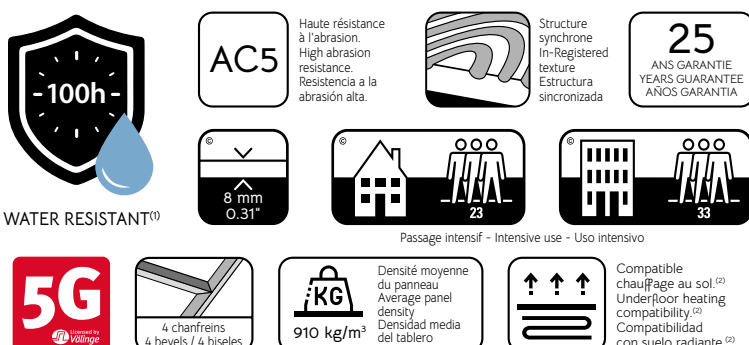 100h
WATER RESISTANT(1)
AC5
Haute résistance
à l'abrasion.
High abrasion
resistance.
Resistencia a la
abrasión alta.
Structure
synchrone
In-Registered
texture
Estructura
sincronizada
25
ANS GARANTIE
YEARS GUARANTEE
AÑOS GARANTIA
©
8 mm
0.31"
©
23
©
33
Passage intensif - Intensive use - Uso intensivo
5G
Licensed by
Välinge
4 chanfreins
4 bevels / 4 biseles
KG
910 kg/m³
Densité moyenne
du panneau
Average panel
density
Densidad media
del tablero
Compatible
chauffage au sol.(2)
Underfloor heating
compatibility.(2)
Compatibilidad
con suelo radiante.(2)